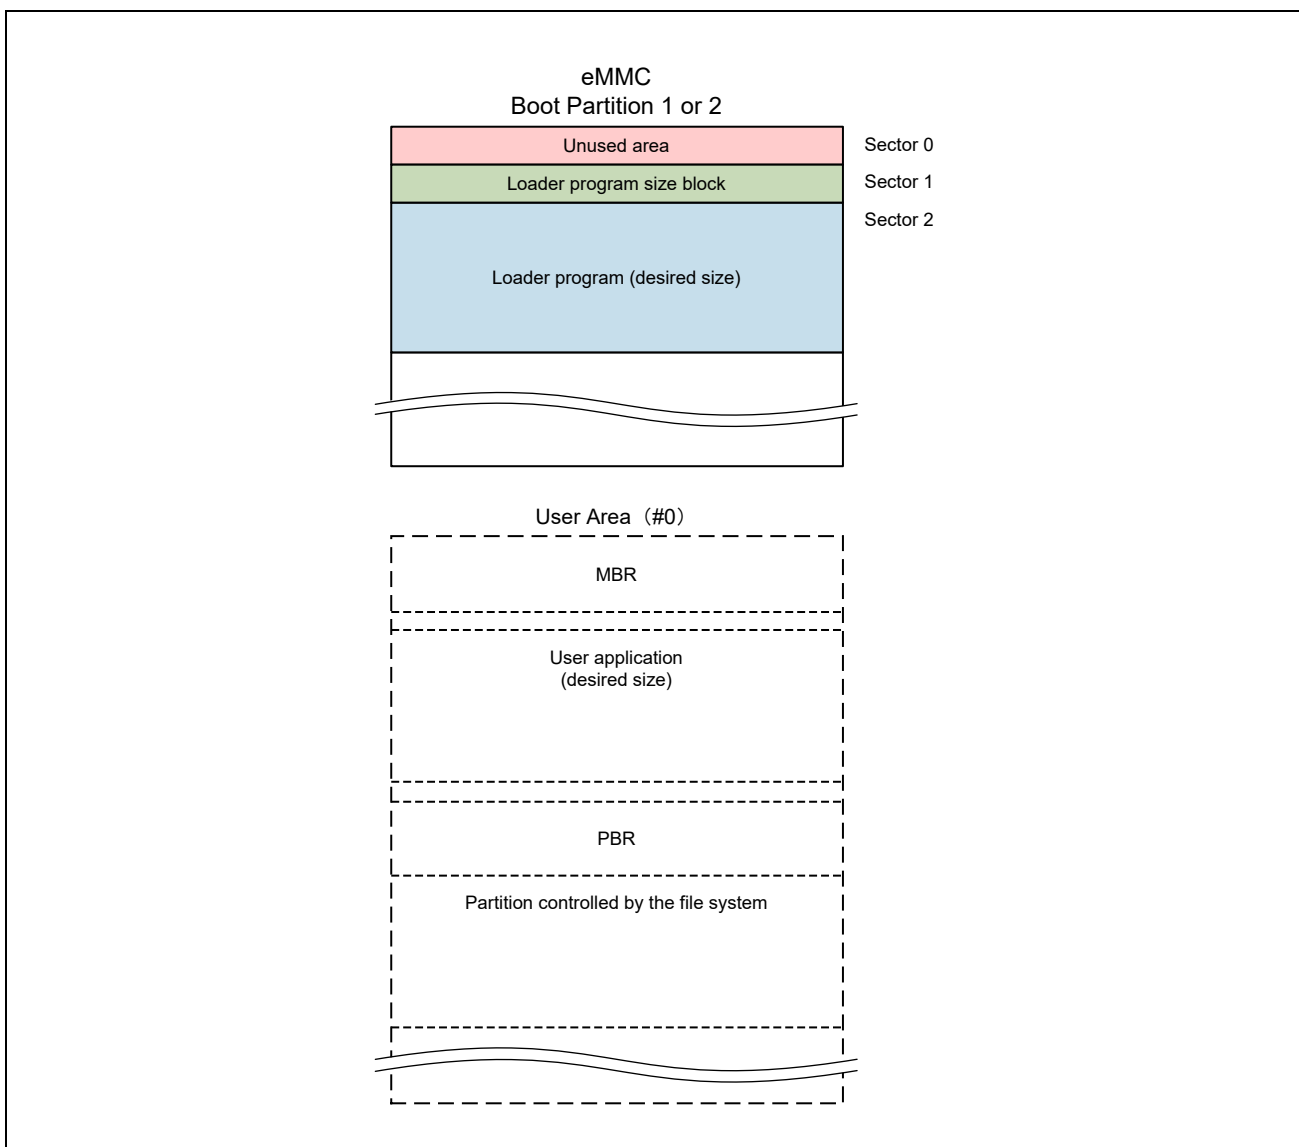 eMMC
Boot Partition 1 or 2
Unused area
Sector 0
Loader program size block
Sector 1
Sector 2
Loader program (desired size)
User Area（#0）
MBR
User application
(desired size)
PBR
Partition controlled by the file system